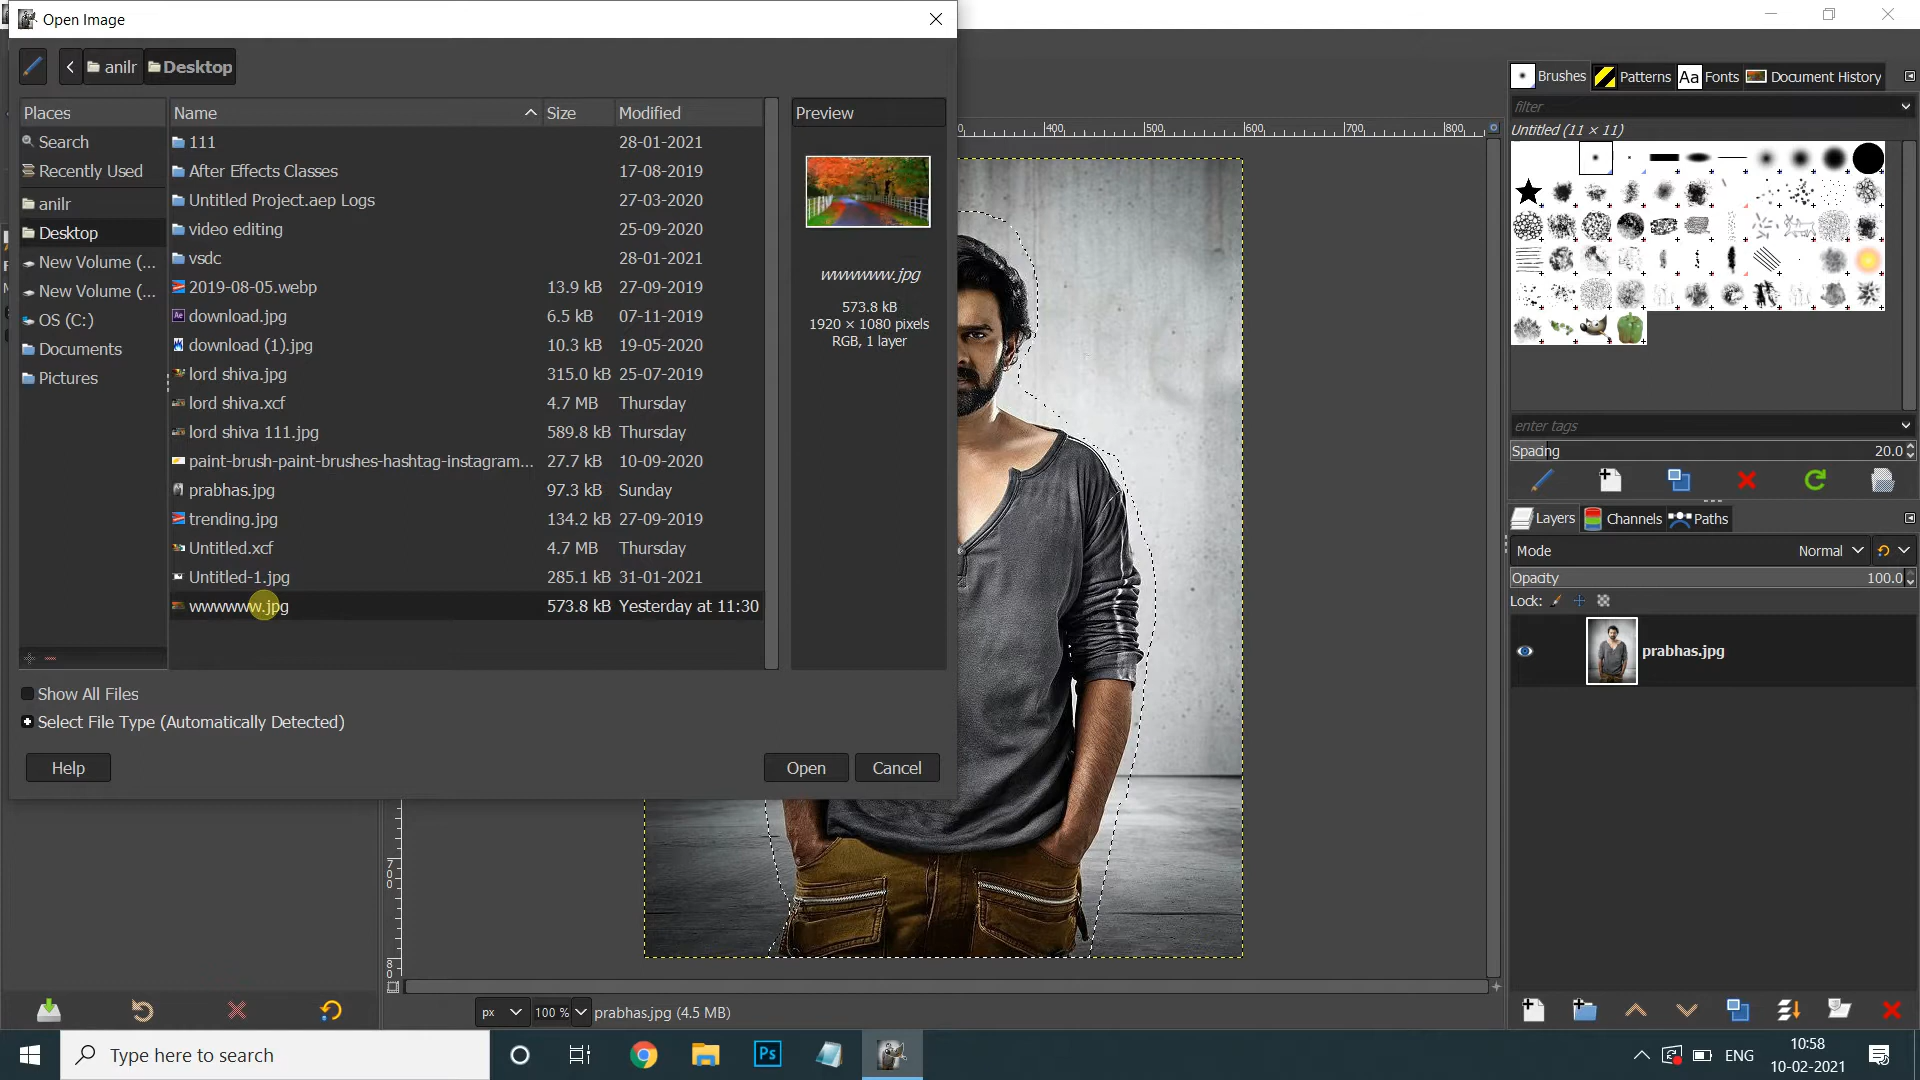 Open Image
anilr
Desktop
Places
Search
Recently Used
anilr
Desktop
New Volume (...
New Volume (...
OS (C:)
Documents
Pictures
Name Size Modified
111 28-01-2021
After Effects Classes 17-08-2019
Untitled Project.aep Logs 27-03-2020
video editing 25-09-2020
vsdc 28-01-2021
2019-08-05.webp 13.9 kB 27-09-2019
download.jpg 6.5 kB 07-11-2019
download (1).jpg 10.3 kB 19-05-2020
lord shiva.jpg 315.0 kB 25-07-2019
lord shiva.xcf 4.7 MB Thursday
lord shiva 111.jpg 589.8 kB Thursday
paint-brush-paint-brushes-hashtag-instagram... 27.7 kB 10-09-2020
prabhas.jpg 97.3 kB Sunday
trending.jpg 134.2 kB 27-09-2019
Untitled.xcf 4.7 MB Thursday
Untitled-1.jpg 285.1 kB 31-01-2021
wwwwww.jpg 573.8 kB Yesterday at 11:30
Preview
wwwwww.jpg
573.8 kB
1920 × 1080 pixels
RGB, 1 layer
Show All Files
Select File Type (Automatically Detected)
Help Open Cancel
400 500 600 700 800
700
80
px 100 % prabhas.jpg (4.5 MB)
Brushes Patterns Aa Fonts Document History
filter
Untitled (11 × 11)
enter tags
Spacing 20.0
Layers Channels Paths
Mode Normal
Opacity 100.0
Lock:
prabhas.jpg
Type here to search
Ps
ENG
10:58
10-02-2021